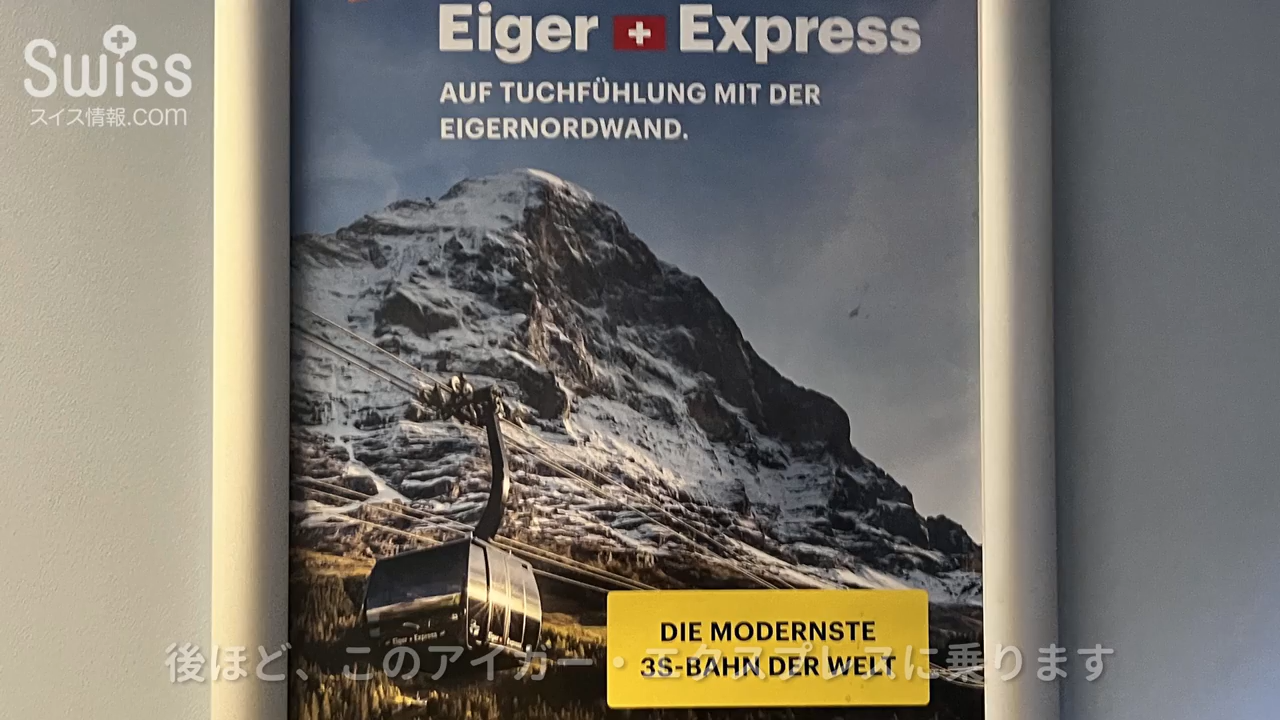 Swiss
スイス情報.com
Eiger + Express
AUF TUCHFÜHLUNG MIT DER
EIGERNORDWAND.
Eiger + Express
DIE MODERNSTE
3S-BAHN DER WELT
後ほど、このアイガー・エクスプレスに乗ります